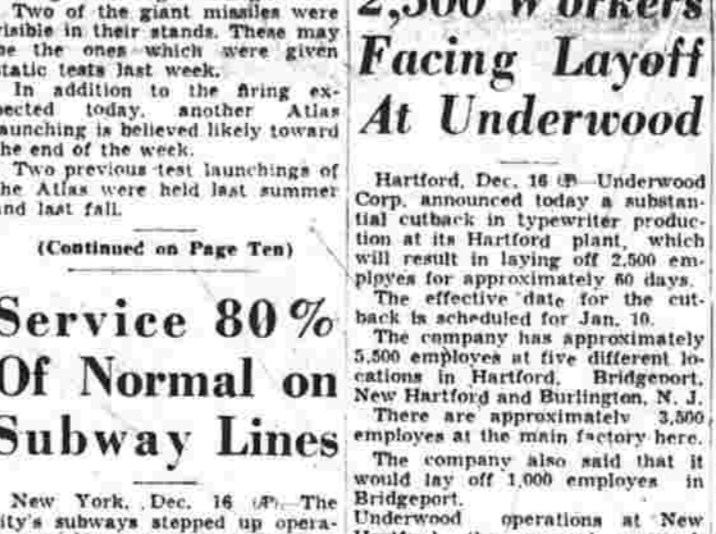 Two of the giant missiles were
visible in their stands. These may
be the ones which were given
static tests last week.
In addition to the firing ex-
pected today, another Atlas
launching is believed likely toward
the end of the week.
Two previous test launchings of
the Atlas were held last summer
and last fall.
(Continued on Page Ten)
Service 80%
Of Normal on
Subway Lines
New York, Dec. 16 (AP)—The
city's subways stepped up opera-
2,500 Workers
Facing Layoff
At Underwood
Hartford, Dec. 16 (AP)—Underwood
Corp. announced today a substan-
tial cutback in typewriter produc-
tion at its Hartford plant, which
will result in laying off 2,500 em-
ployes for approximately 60 days.
The effective date for the cut-
back is scheduled for Jan. 10.
The company has approximately
5,500 employes at five different lo-
cations in Hartford, Bridgeport,
New Hartford and Burlington, N. J.
There are approximately 3,500
employes at the main factory here.
The company also said that it
would lay off 1,000 employes in
Bridgeport.
Underwood operations at New